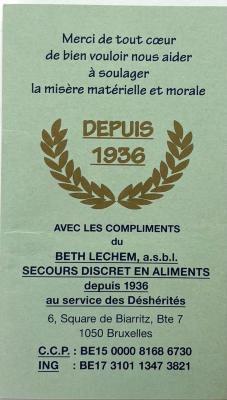 Merci de tout cœur
de bien vouloir nous aider
à soulager
la misère matérielle et morale
DEPUIS
1936
AVEC LES COMPLIMENTS
du
BETH LECHEM, a.s.b.l.
SECOURS DISCRET EN ALIMENTS
depuis 1936
au service des Déshérités
6, Square de Biarritz, Bte 7
1050 Bruxelles
C.C.P. : BE15 0000 8168 6730
ING : BE17 3101 1347 3821